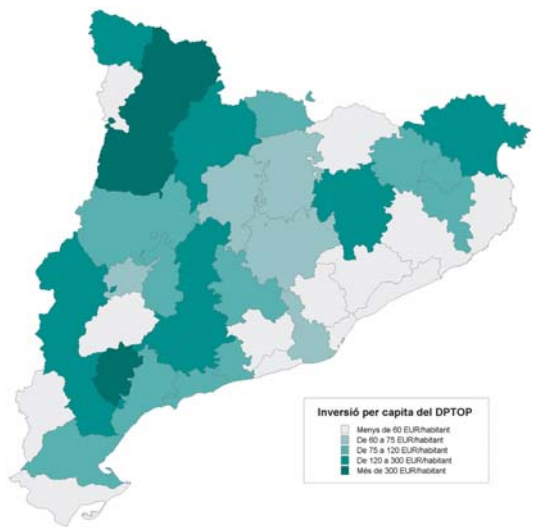 Inversió per capita del DPTOP
Menys de 60 EUR/habitant
De 60 a 75 EUR/habitant
De 75 a 120 EUR/habitant
De 120 a 300 EUR/habitant
Més de 300 EUR/habitant